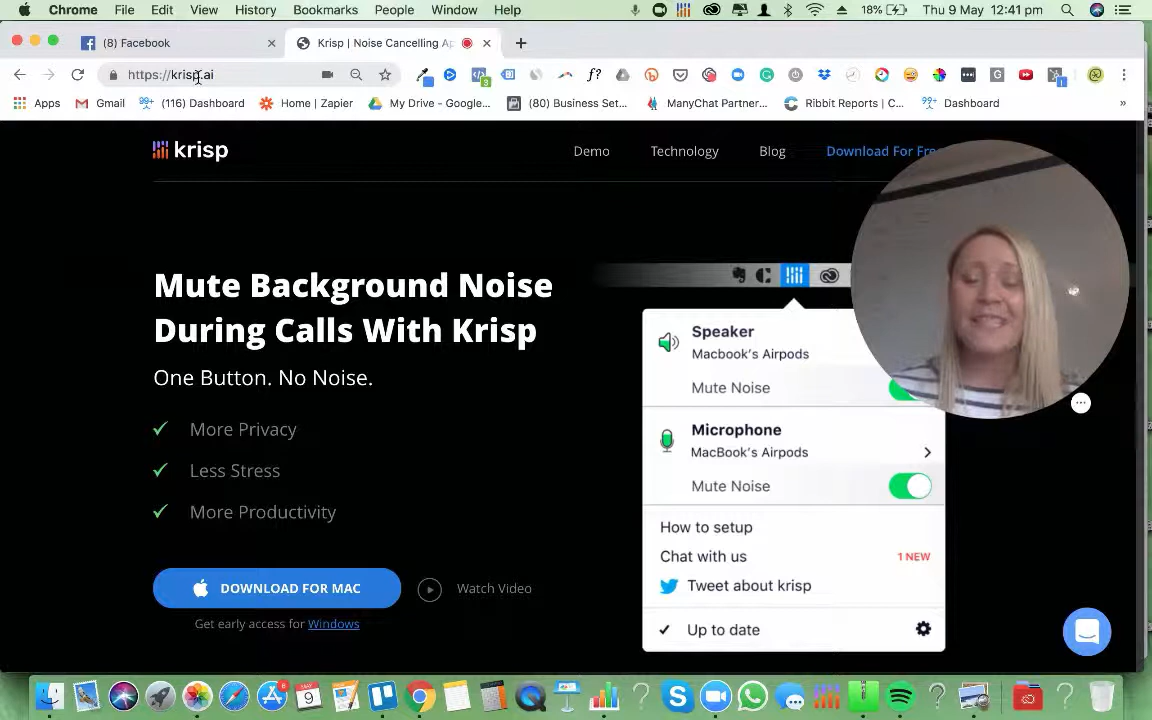 Chrome File Edit View History Bookmarks People Window Help 18% Thu 9 May 12:41 pm
(8) Facebook
Krisp | Noise Cancelling Ap
https://krisp.ai
Apps Gmail (116) Dashboard Home | Zapier My Drive - Google... (80) Business Set... ManyChat Partner... Ribbit Reports | C... Dashboard »
krisp
Demo Technology Blog Download For Free
Mute Background Noise
During Calls With Krisp
One Button. No Noise.
More Privacy
Less Stress
More Productivity
DOWNLOAD FOR MAC
Watch Video
Get early access for Windows
Speaker
Macbook's Airpods
Mute Noise
Microphone
MacBook's Airpods
Mute Noise
How to setup
Chat with us 1 NEW
Tweet about krisp
Up to date